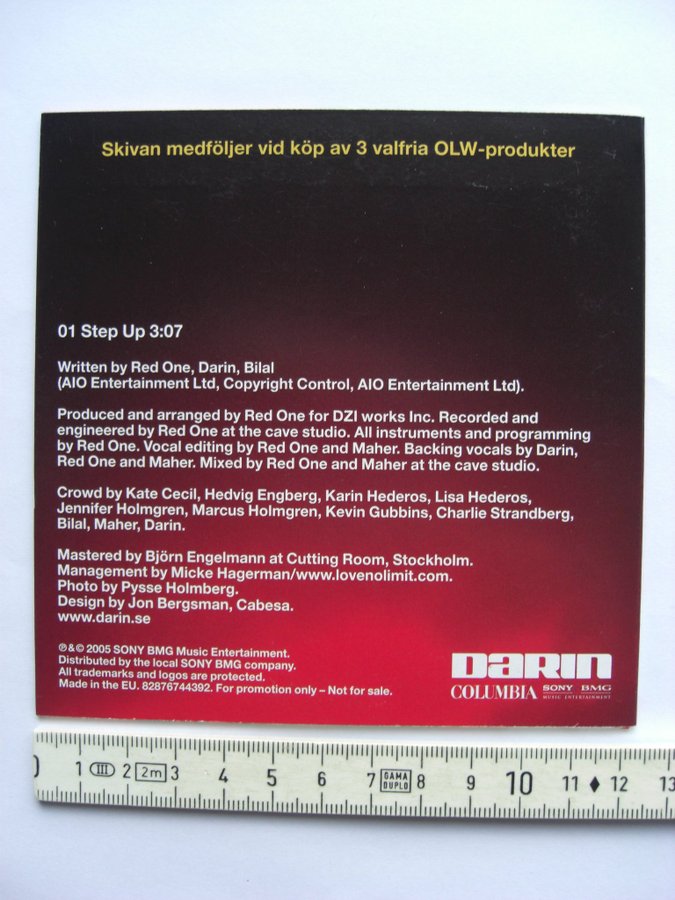 Skivan medföljer vid köp av 3 valfria OLW-produkter
01 Step Up 3:07
Written by Red One, Darin, Bilal
(AIO Entertainment Ltd, Copyright Control, AIO Entertainment Ltd).
Produced and arranged by Red One for DZI works Inc. Recorded and
engineered by Red One at the cave studio. All instruments and programming
by Red One. Vocal editing by Red One and Maher. Backing vocals by Darin,
Red One and Maher. Mixed by Red One and Maher at the cave studio.
Crowd by Kate Cecil, Hedvig Engberg, Karin Hederos, Lisa Hederos,
Jennifer Holmgren, Marcus Holmgren, Kevin Gubbins, Charlie Strandberg,
Bilal, Maher, Darin.
Mastered by Björn Engelmann at Cutting Room, Stockholm.
Management by Micke Hagerman/www.lovenolimit.com.
Photo by Pysse Holmberg.
Design by Jon Bergsman, Cabesa.
www.darin.se
℗&© 2005 SONY BMG Music Entertainment.
Distributed by the local SONY BMG company.
All trademarks and logos are protected.
Made in the EU. 82876744392. For promotion only – Not for sale.
DARIN
COLUMBIA SONY BMG
MUSIC ENTERTAINMENT
0 1 III 2 2m 3 4 5 6 7 GAMA DUPLO 8 9 10 11 ♦ 12 13